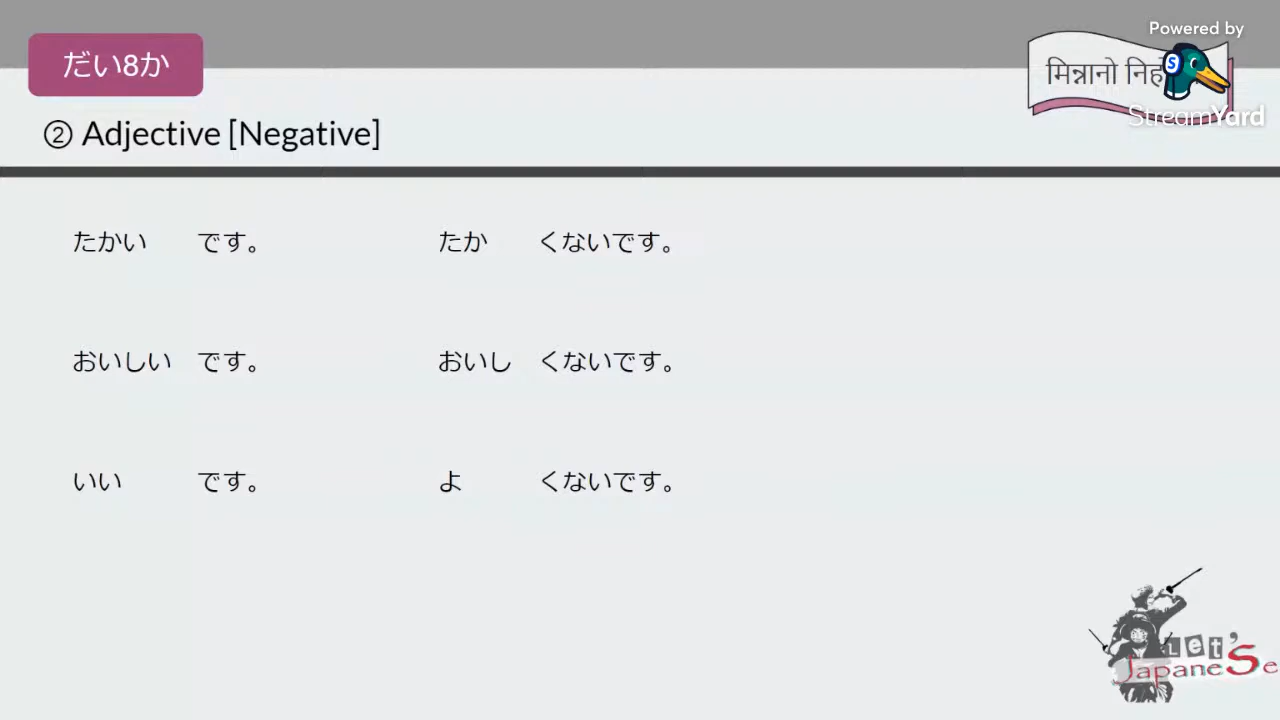 Powered by
だい8か
मिन्नानो निहो
StreamYard
② Adjective [Negative]
たかい です。 たか くないです。
おいしい です。 おいし くないです。
いい です。 よ くないです。
Let's
Japanese